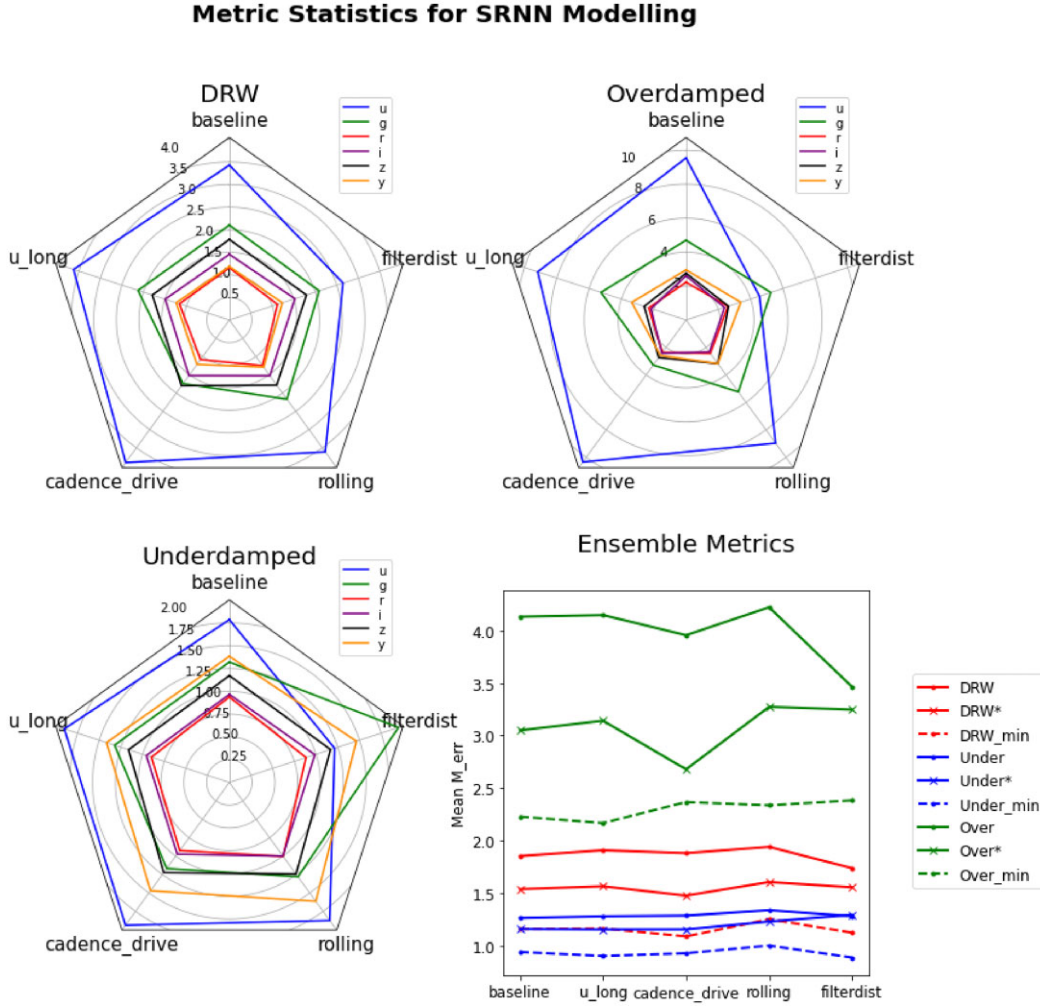 Metric Statistics for SRNN Modelling
DRW
baseline
u
g
r
i
z
y
4.0
3.5
3.0
2.5
2.0
1.5
1.0
0.5
u_long
filterdist
cadence_drive
rolling
Overdamped
baseline
u
g
r
i
z
y
10
8
6
4
u_long
filterdist
cadence_drive
rolling
Underdamped
baseline
u
g
r
i
z
y
2.00
1.75
1.50
1.25
1.00
0.75
0.50
0.25
u_long
filterdist
cadence_drive
rolling
Ensemble Metrics
Mean M_err
4.0
3.5
3.0
2.5
2.0
1.5
1.0
baseline
u_long
cadence_drive
rolling
filterdist
DRW
DRW*
DRW_min
Under
Under*
Under_min
Over
Over*
Over_min